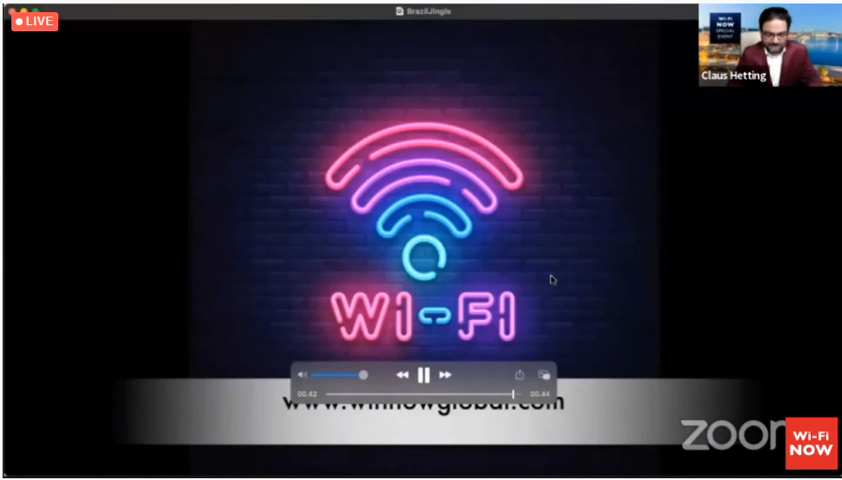 LIVE
BrazilJingle
Wi-Fi
NOW
SPECIAL
EVENT
Claus Hetting
WI-FI
00:42
00:44
www.wifinowglobal.com
zoom
Wi-Fi
NOW